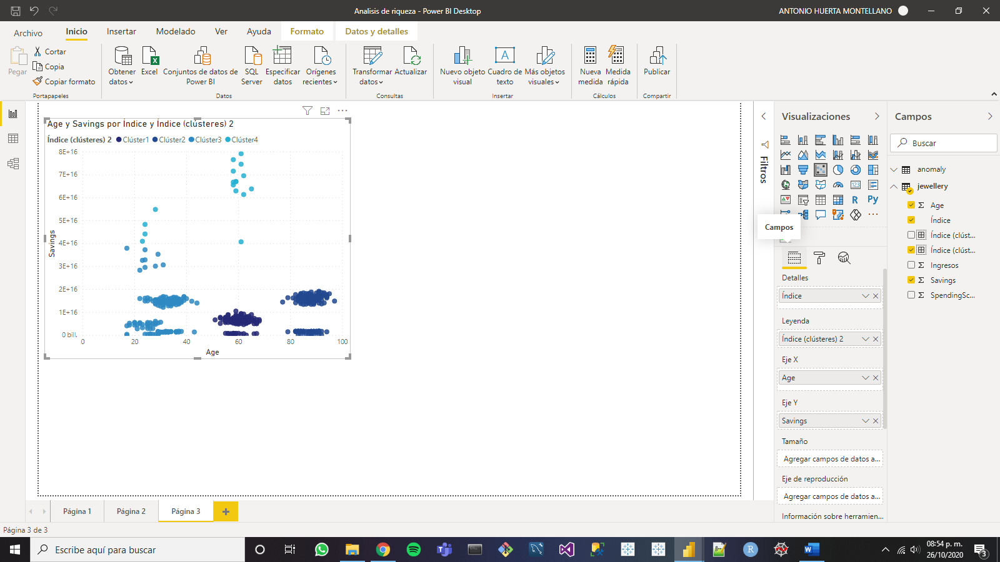 Analisis de riqueza - Power BI Desktop
ANTONIO HUERTA MONTELLANO
Archivo
Inicio
Insertar
Modelado
Ver
Ayuda
Formato
Datos y detalles
Pegar
Cortar
Copia
Copiar formato
Portapapeles
Obtener
datos
Excel
Conjuntos de datos de
Power BI
SQL
Server
Especificar
datos
Orígenes
recientes
Datos
Transformar
datos
Actualizar
Consultas
Nuevo objeto
visual
Cuadro de
texto
Más objetos
visuales
Insertar
Nueva
medida
Medida
rápida
Cálculos
Publicar
Compartir
Age y Savings por Índice y Índice (clústeres) 2
Índice (clústeres) 2 Clúster1 Clúster2 Clúster3 Clúster4
8E+16
7E+16
6E+16
5E+16
4E+16
3E+16
2E+16
1E+16
0 bill.
Savings
0 20 40 60 80 100
Age
Filtros
Visualizaciones
R Py
Campos
Detalles
Índice
Leyenda
Índice (clústeres) 2
Eje X
Age
Eje Y
Savings
Tamaño
Agregar campos de datos a...
Eje de reproducción
Agregar campos de datos a...
Información sobre herramien...
Campos
Buscar
anomaly
jewellery
Age
Índice
Índice (clúst...
Índice (clúst...
Ingresos
Savings
SpendingSc...
Página 1
Página 2
Página 3
Página 3 de 3
Escribe aquí para buscar
08:54 p. m.
26/10/2020
3